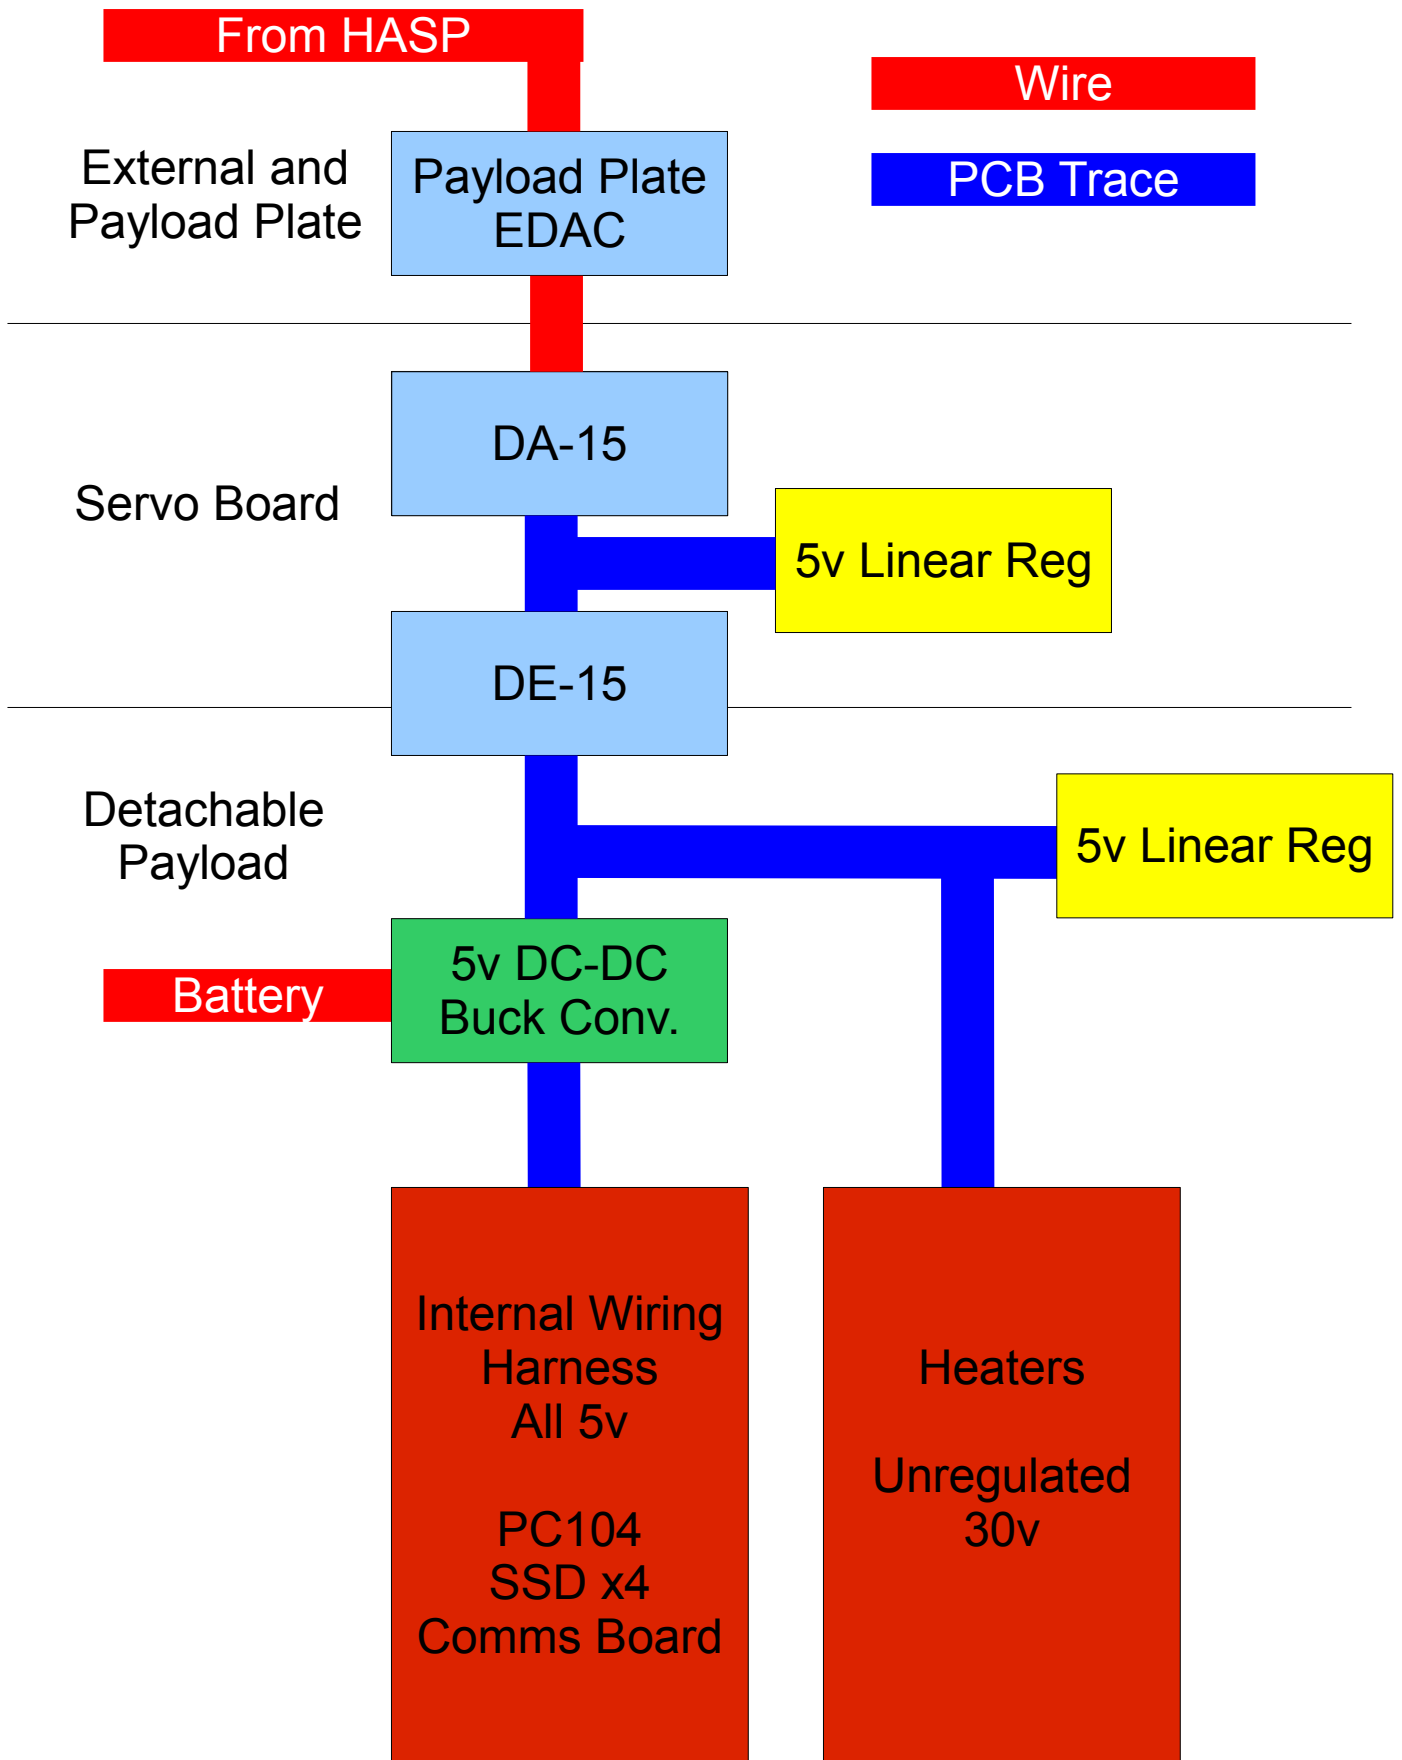 From HASP
Wire
PCB Trace
External and
Payload Plate
Payload Plate
EDAC
DA-15
Servo Board
5v Linear Reg
DE-15
Detachable
Payload
5v Linear Reg
5v DC-DC
Buck Conv.
Battery
Internal Wiring
Harness
All 5v
PC104
SSD x4
Comms Board
Heaters
Unregulated
30v